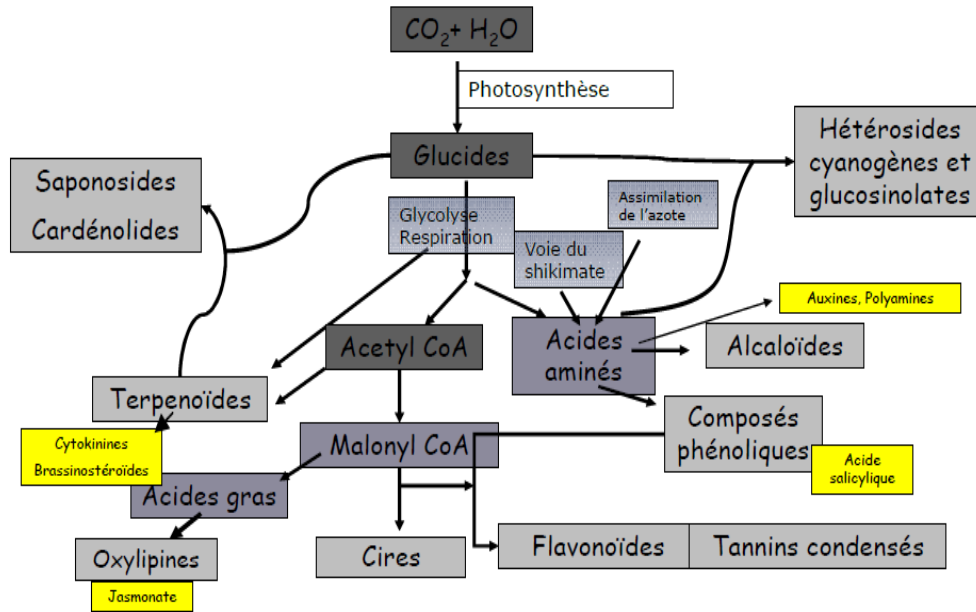 CO₂+ H₂O
Photosynthèse
Glucides
Hétérosides
cyanogènes et
glucosinolates
Saponosides
Cardénolides
Glycolyse
Respiration
Assimilation
de l'azote
Voie du
shikimate
Auxines, Polyamines
Acetyl CoA
Acides
aminés
Alcaloïdes
Terpenoïdes
Cytokinines
Brassinostéroïdes
Malonyl CoA
Composés
phénoliques
Acide
salicylique
Acides gras
Oxylipines
Jasmonate
Cires
Flavonoïdes
Tannins condensés